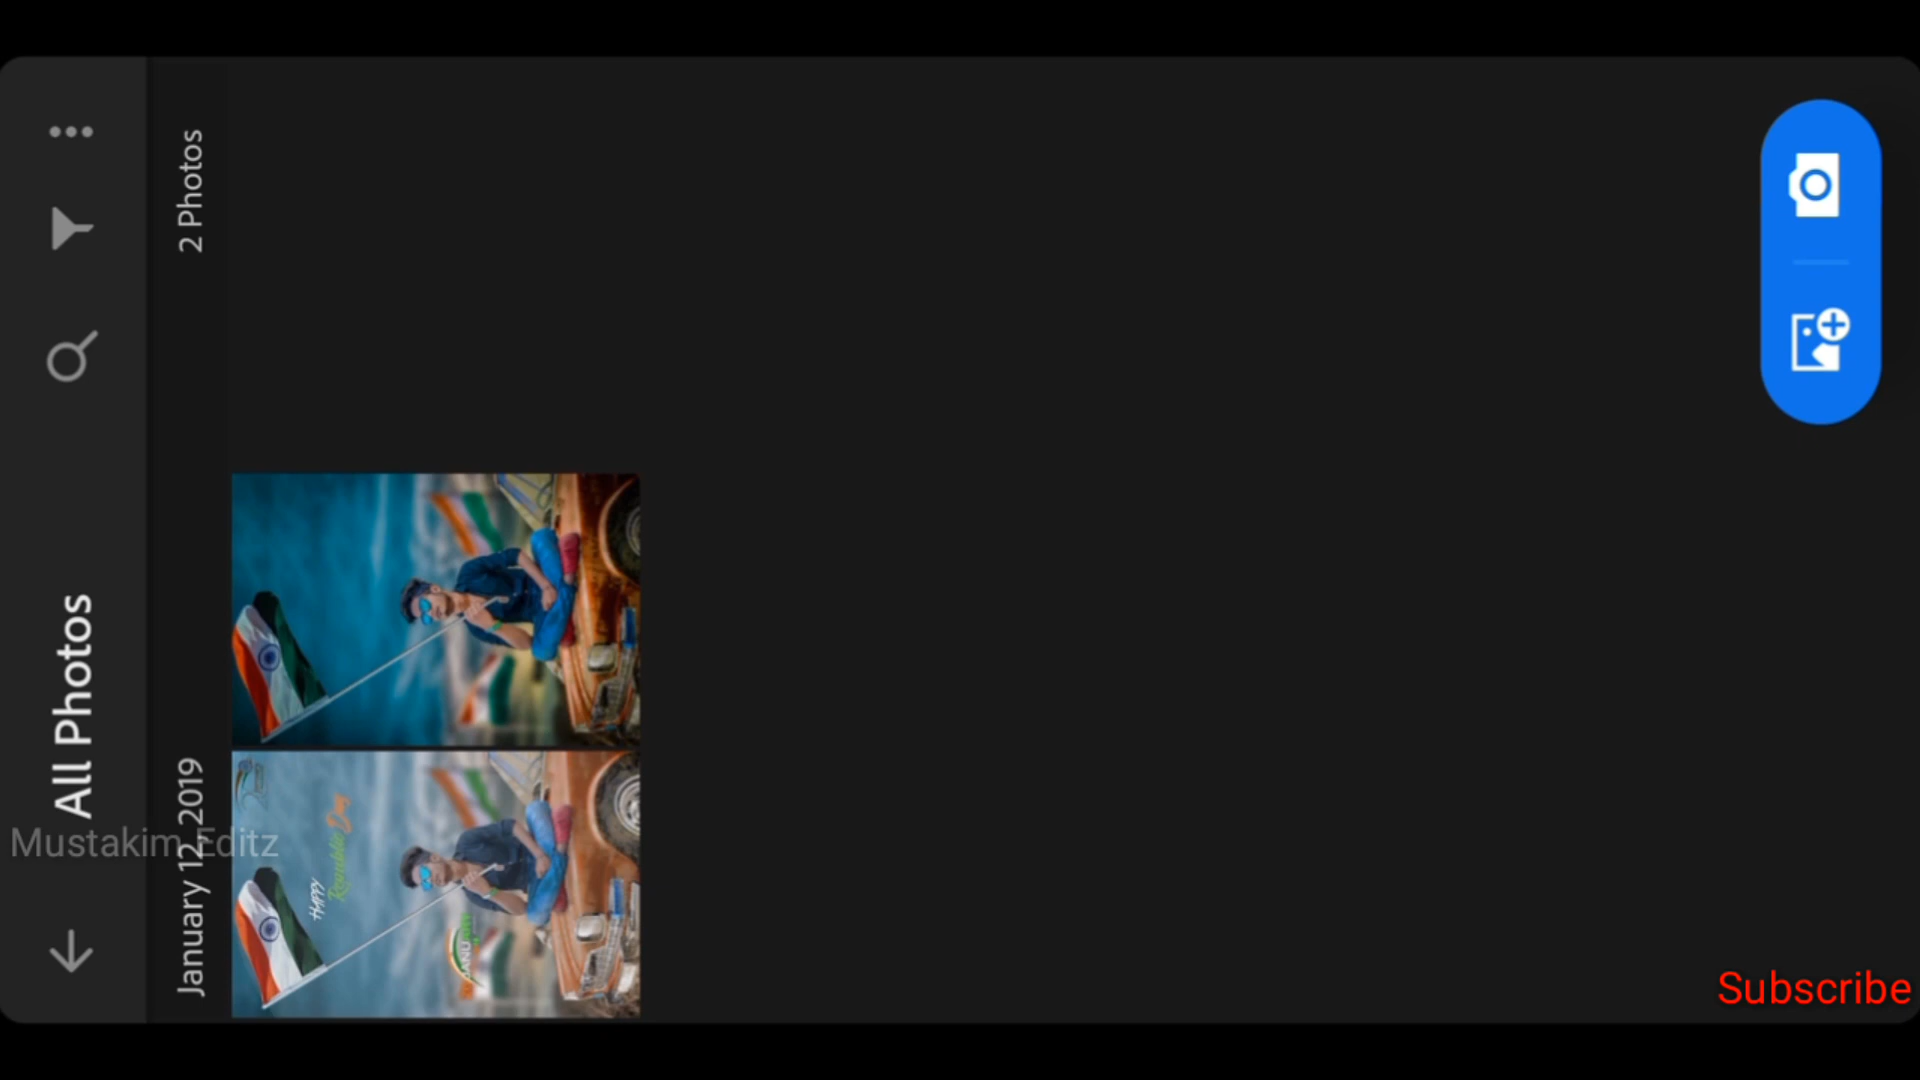 All Photos
January 12, 2019
2 Photos
HAPPY
Republic Day
Mustakim Editz
Subscribe